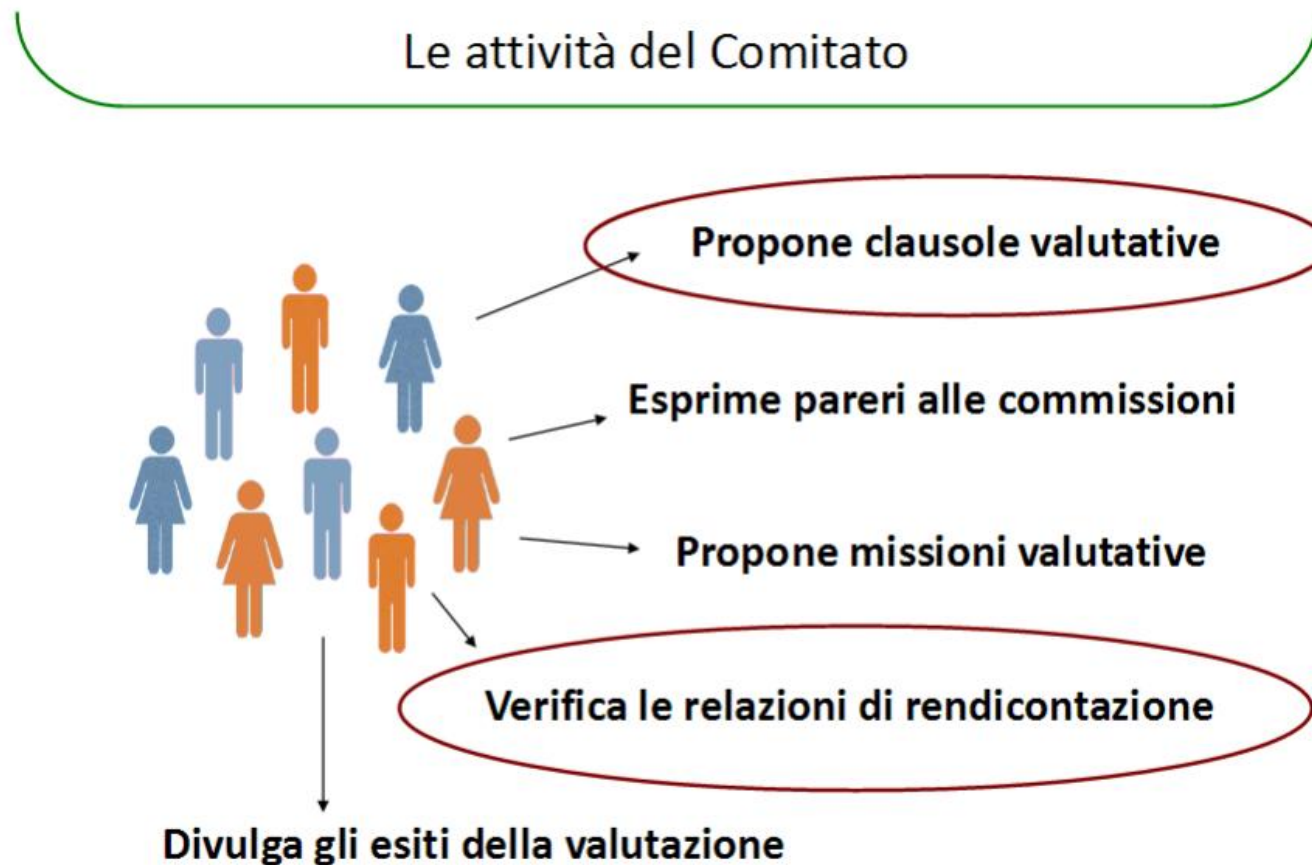 Le attività del Comitato
Propone clausole valutative
Esprime pareri alle commissioni
Propone missioni valutative
Verifica le relazioni di rendicontazione
Divulga gli esiti della valutazione